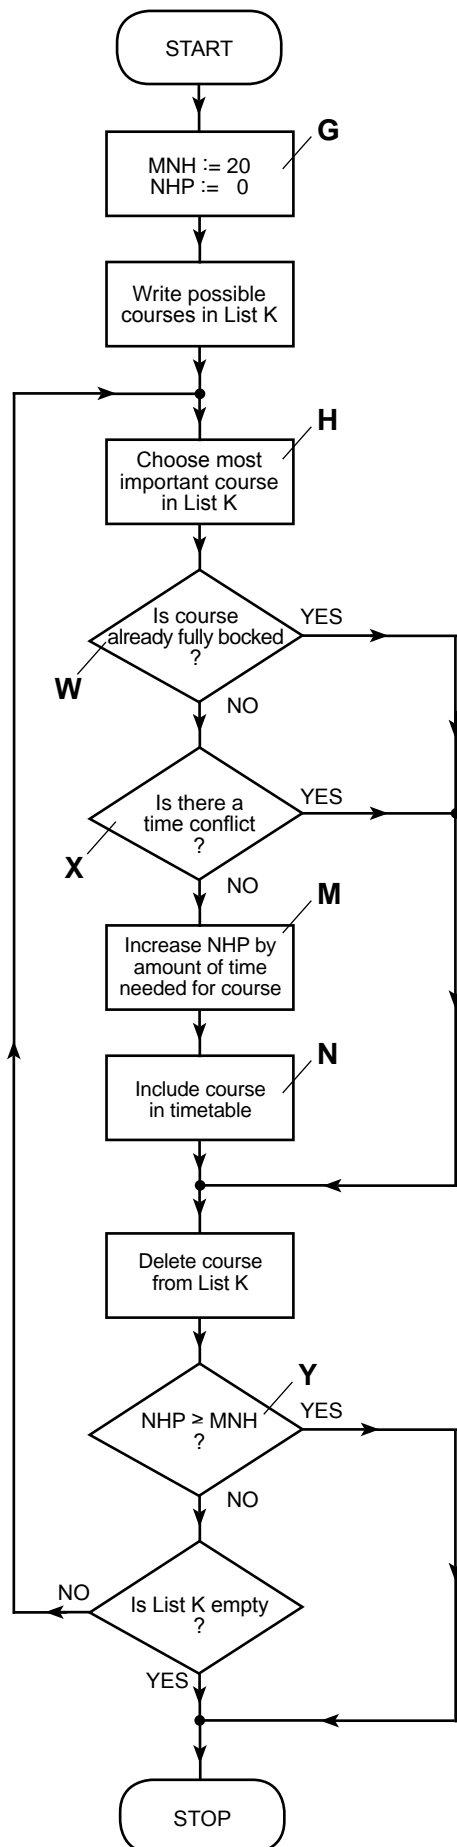 START
G
MNH := 20
NHP := 0
Write possible
courses in List K
H
Choose most
important course
in List K
Is course
already fully bocked
?
YES
W
NO
Is there a
time conflict
?
YES
X
NO
M
Increase NHP by
amount of time
needed for course
N
Include course
in timetable
Delete course
from List K
Y
NHP ≥ MNH
?
YES
NO
Is List K empty
?
NO
YES
STOP